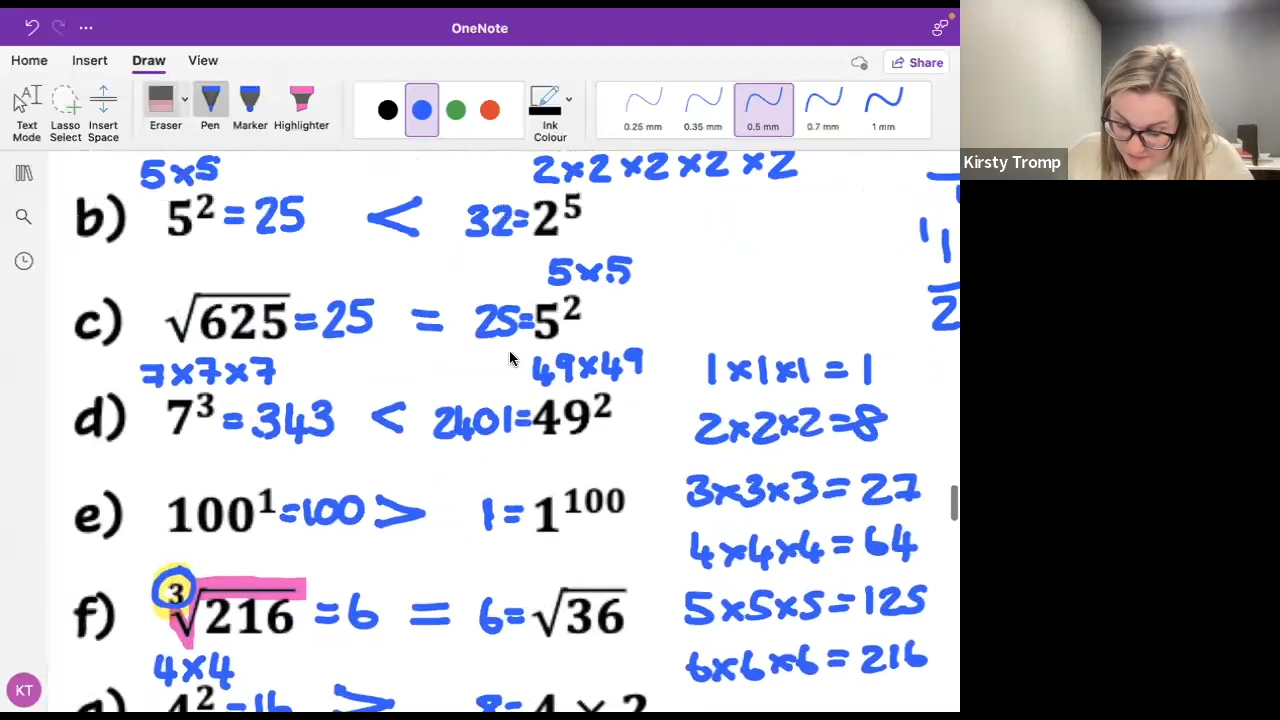 OneNote
Home Insert Draw View
Share
Text Mode
Lasso Select
Insert Space
Eraser
Pen
Marker
Highlighter
Ink Colour
0.25 mm
0.35 mm
0.5 mm
0.7 mm
1 mm
Kirsty Tromp
5×5 2×2×2×2×2
b) 5² = 25 < 32 = 2⁵
5×5
c) √625 = 25 = 25 = 5²
7×7×7 49×49
d) 7³ = 343 < 2401 = 49²
e) 100¹ = 100 > 1 = 1¹⁰⁰
f) ³√216 = 6 = 6 = √36
4×4
4² = 16 > 8 = 4 × 2
1×1×1 = 1
2×2×2 = 8
3×3×3 = 27
4×4×4 = 64
5×5×5 = 125
6×6×6 = 216
KT